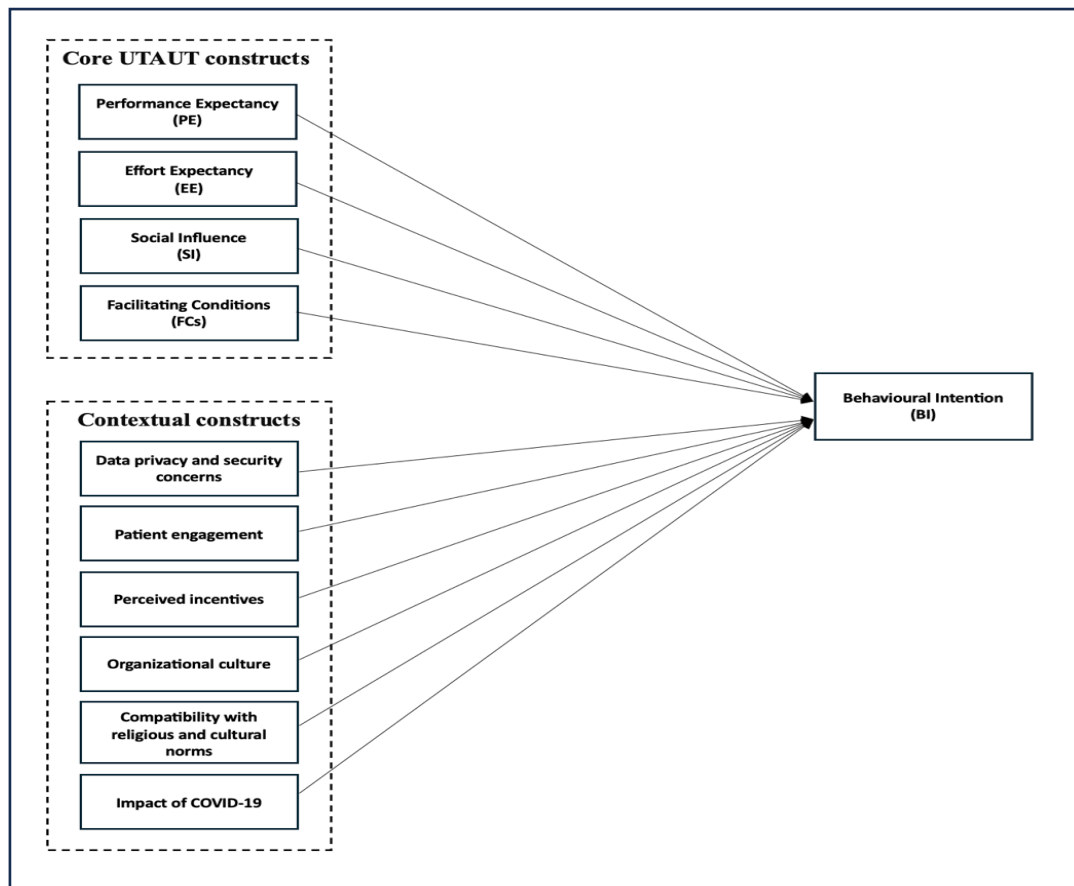 Core UTAUT constructs
Performance Expectancy
(PE)
Effort Expectancy
(EE)
Social Influence
(SI)
Facilitating Conditions
(FCs)
Contextual constructs
Data privacy and security
concerns
Patient engagement
Perceived incentives
Organizational culture
Compatibility with
religious and cultural
norms
Impact of COVID-19
Behavioural Intention
(BI)